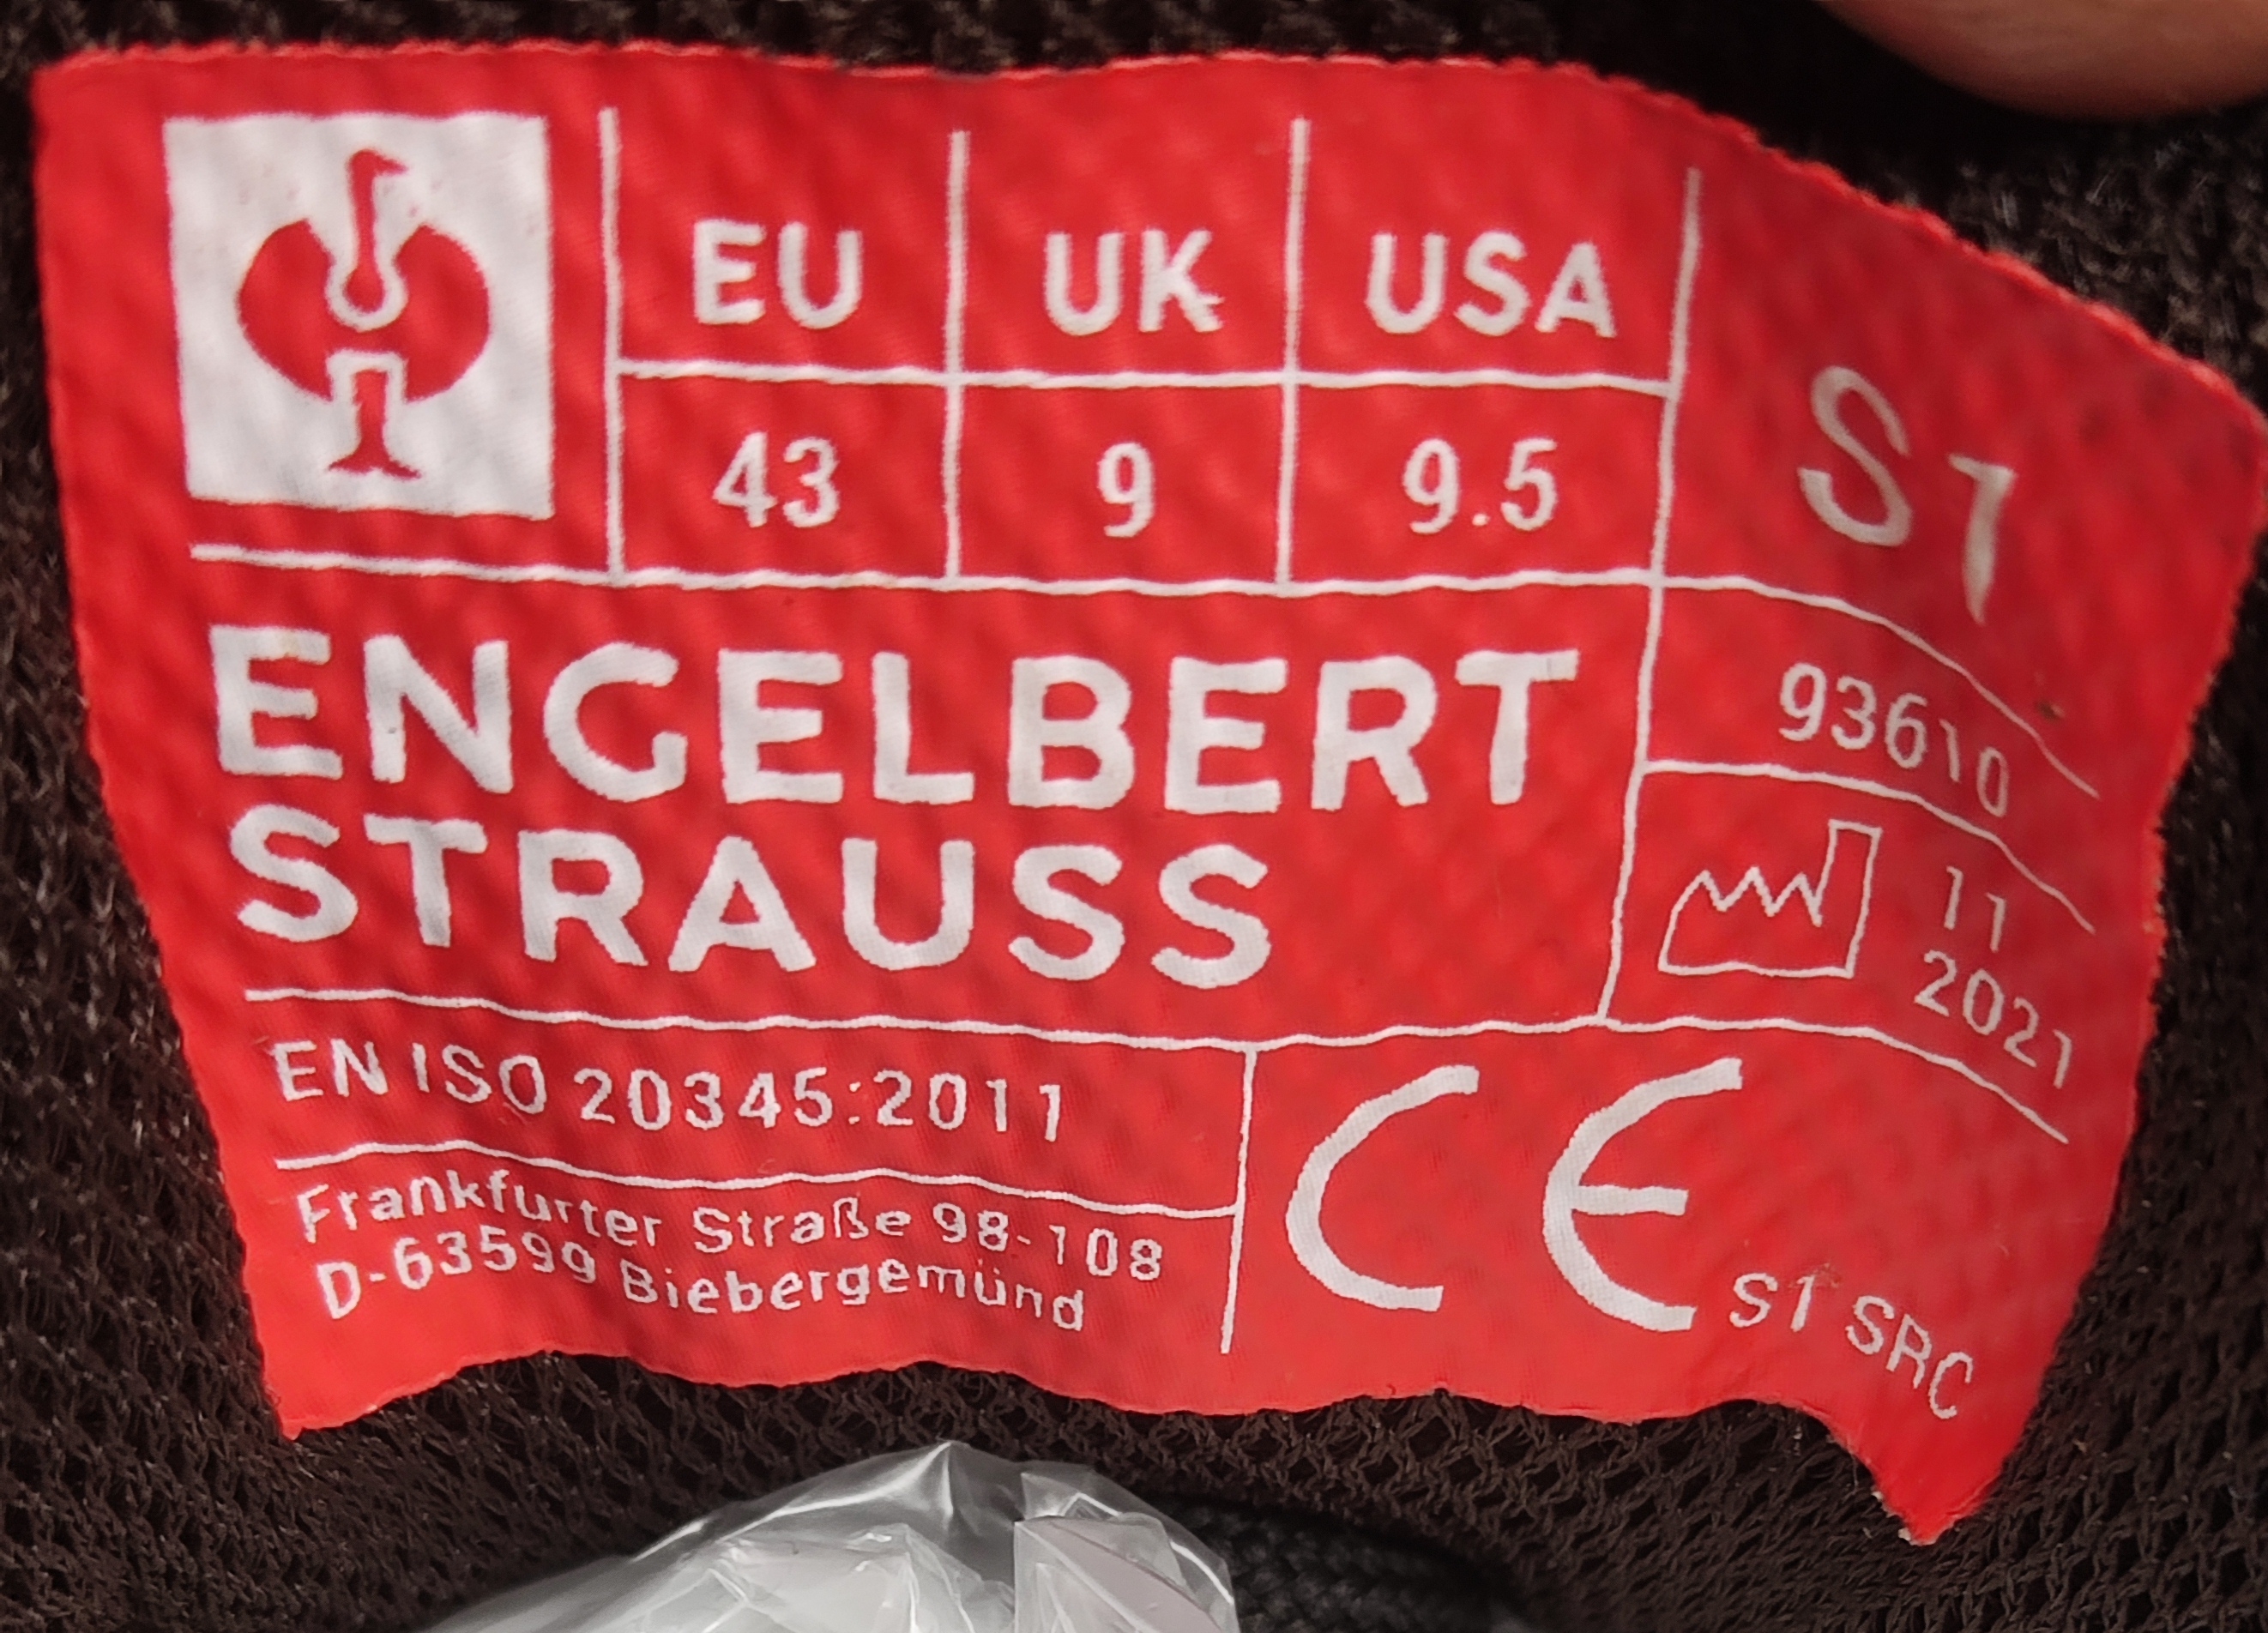 EU UK USA
43 9 9.5
S1
ENGELBERT
STRAUSS
93610
11
2021
EN ISO 20345:2011
Frankfurter Straße 98-108
D-63599 Biebergemünd
CE S1 SRC